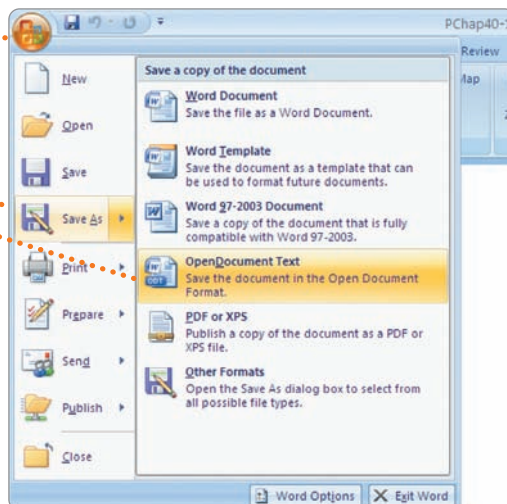 PChap40-
Review
Map
New
Open
Save
Save As
Print
Prepare
Send
Publish
Close
Save a copy of the document
Word Document
Save the file as a Word Document.
Word Template
Save the document as a template that can
be used to format future documents.
Word 97-2003 Document
Save a copy of the document that is fully
compatible with Word 97-2003.
OpenDocument Text
Save the document in the Open Document
Format.
PDF or XPS
Publish a copy of the document as a PDF or
XPS file.
Other Formats
Open the Save As dialog box to select from
all possible file types.
Word Options
Exit Word